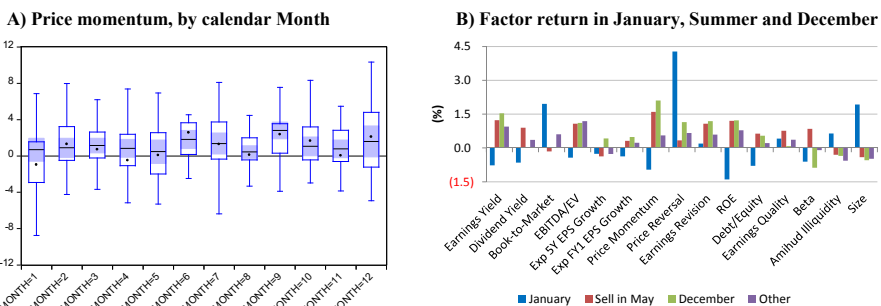 A) Price momentum, by calendar Month
12
8
4
0
-4
-8
-12
MONTH=1
MONTH=2
MONTH=3
MONTH=4
MONTH=5
MONTH=6
MONTH=7
MONTH=8
MONTH=9
MONTH=10
MONTH=11
MONTH=12
B) Factor return in January, Summer and December
(%)
4.5
3.0
1.5
0.0
(1.5)
Earnings Yield
Dividend Yield
Book-to-Market
EBITDA/EV
Exp 5Y EPS Growth
Exp FY1 EPS Growth
Price Momentum
Price Reversal
Earnings Revision
ROE
Debt/Equity
Earnings Quality
Beta
Amihud Illiquidity
Size
January Sell in May December Other